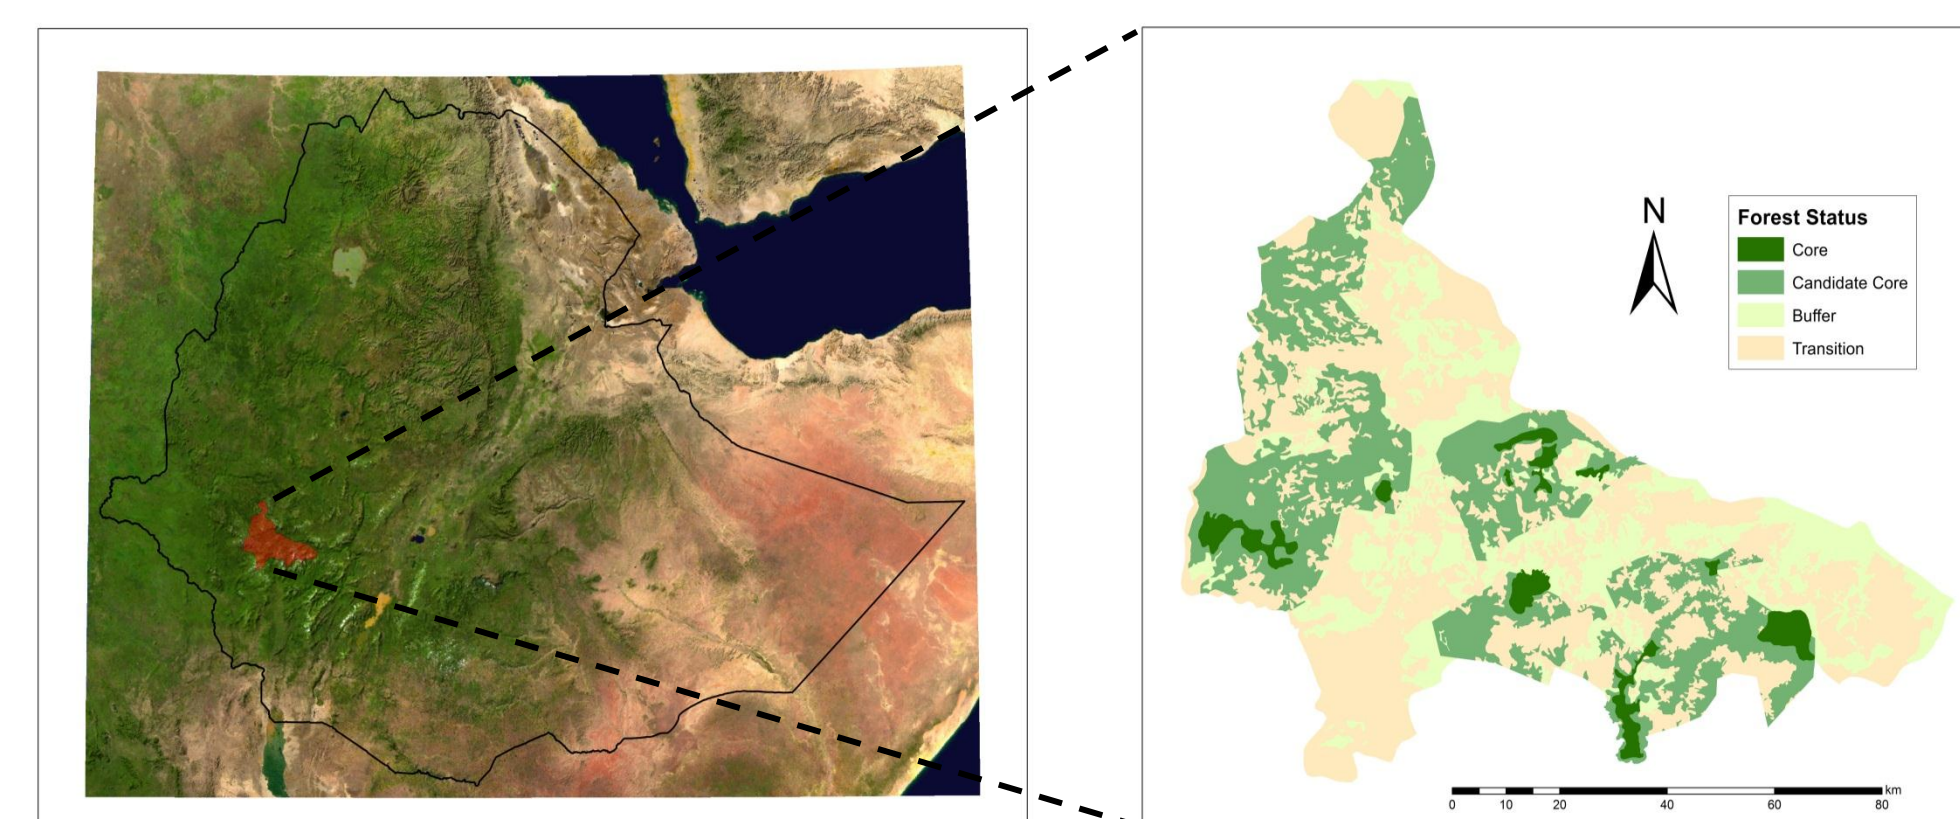 N
Forest Status
Core
Candidate Core
Buffer
Transition
km
0 10 20 40 60 80